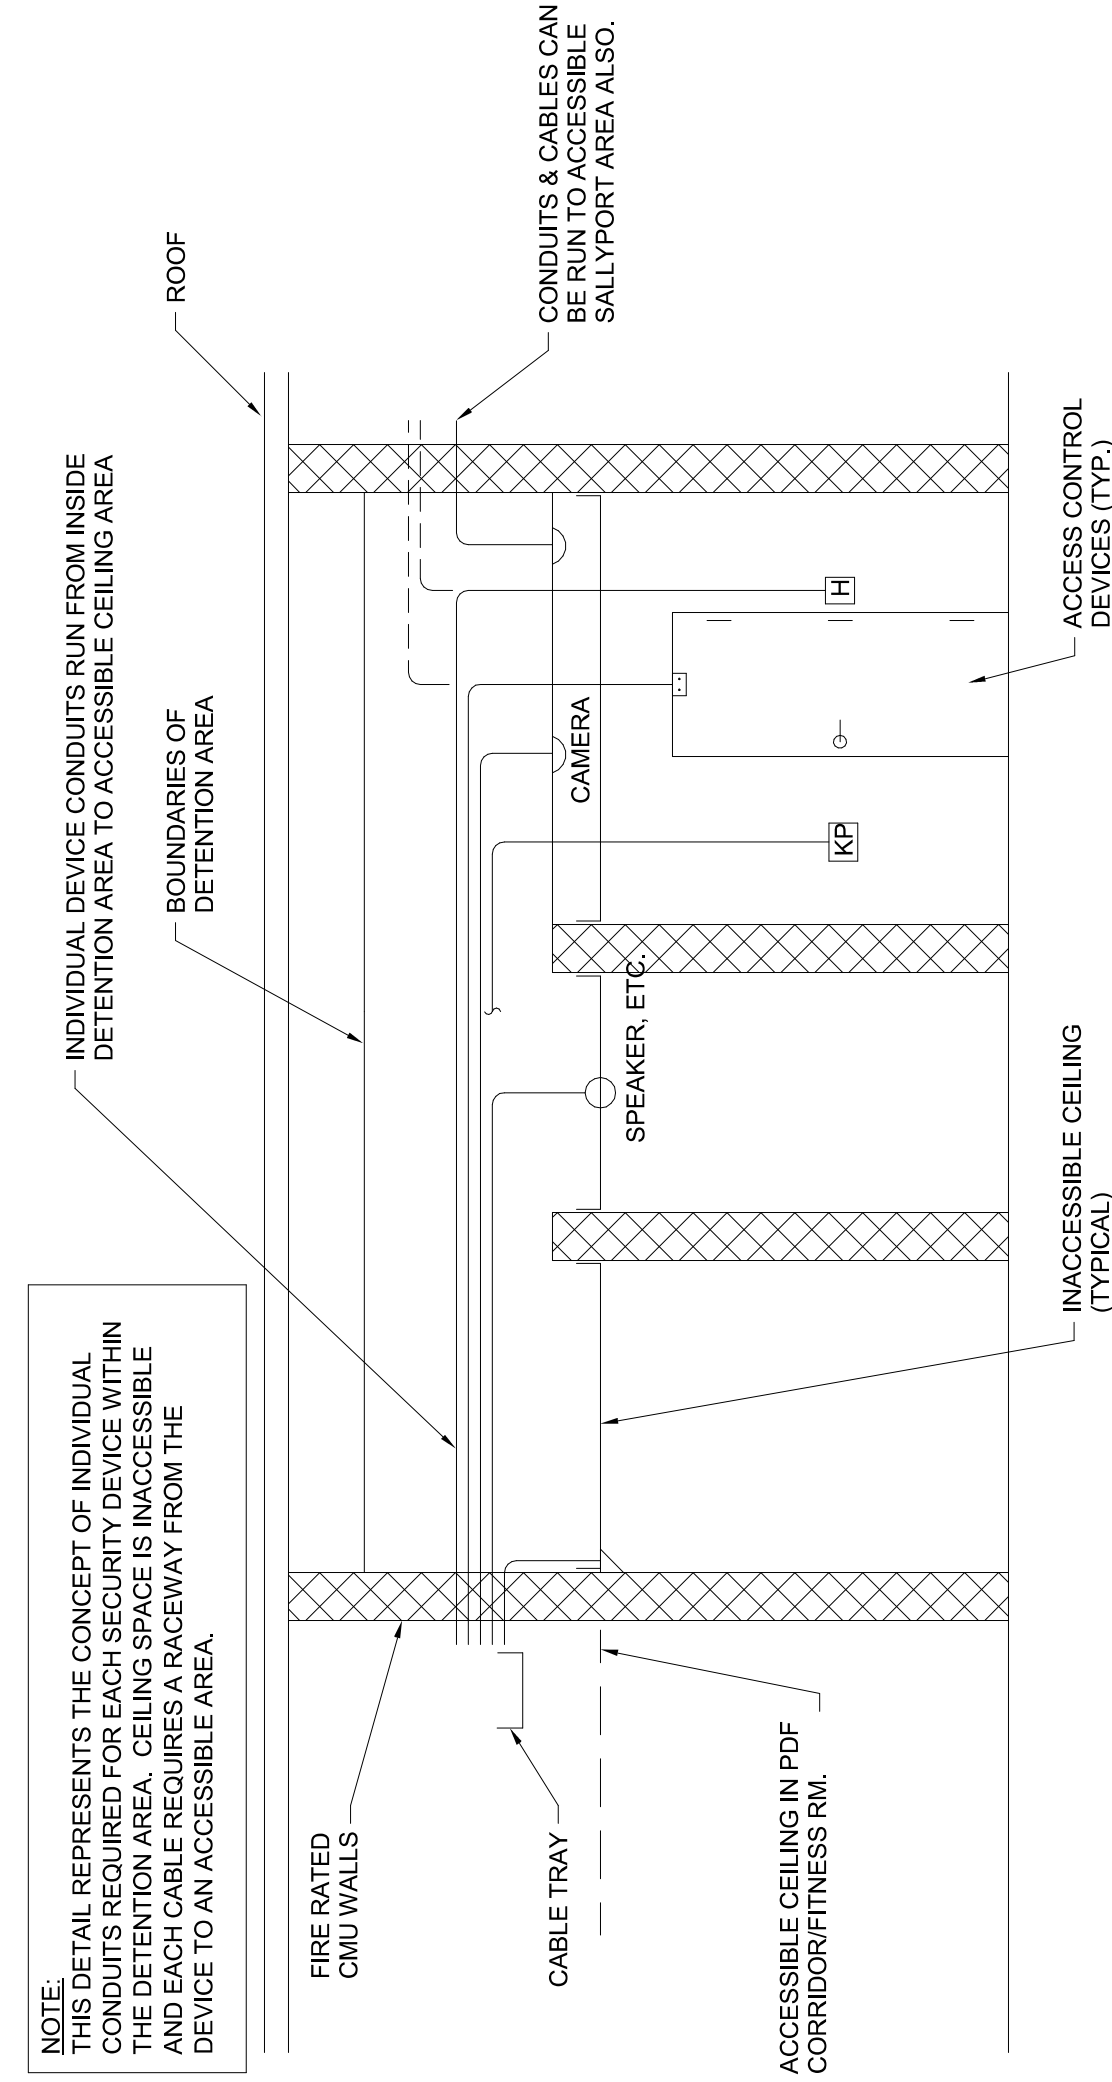 NOTE:
THIS DETAIL REPRESENTS THE CONCEPT OF INDIVIDUAL
CONDUITS REQUIRED FOR EACH SECURITY DEVICE WITHIN
THE DETENTION AREA.  CEILING SPACE IS INACCESSIBLE
AND EACH CABLE REQUIRES A RACEWAY FROM THE
DEVICE TO AN ACCESSIBLE AREA.
INDIVIDUAL DEVICE CONDUITS RUN FROM INSIDE
DETENTION AREA TO ACCESSIBLE CEILING AREA
BOUNDARIES OF
DETENTION AREA
ROOF
FIRE RATED
CMU WALLS
CABLE TRAY
CONDUITS & CABLES CAN
BE RUN TO ACCESSIBLE
SALLYPORT AREA ALSO.
CAMERA
SPEAKER, ETC.
KP
H
ACCESSIBLE CEILING IN PDF
CORRIDOR/FITNESS RM.
INACCESSIBLE CEILING
(TYPICAL)
ACCESS CONTROL
DEVICES (TYP.)